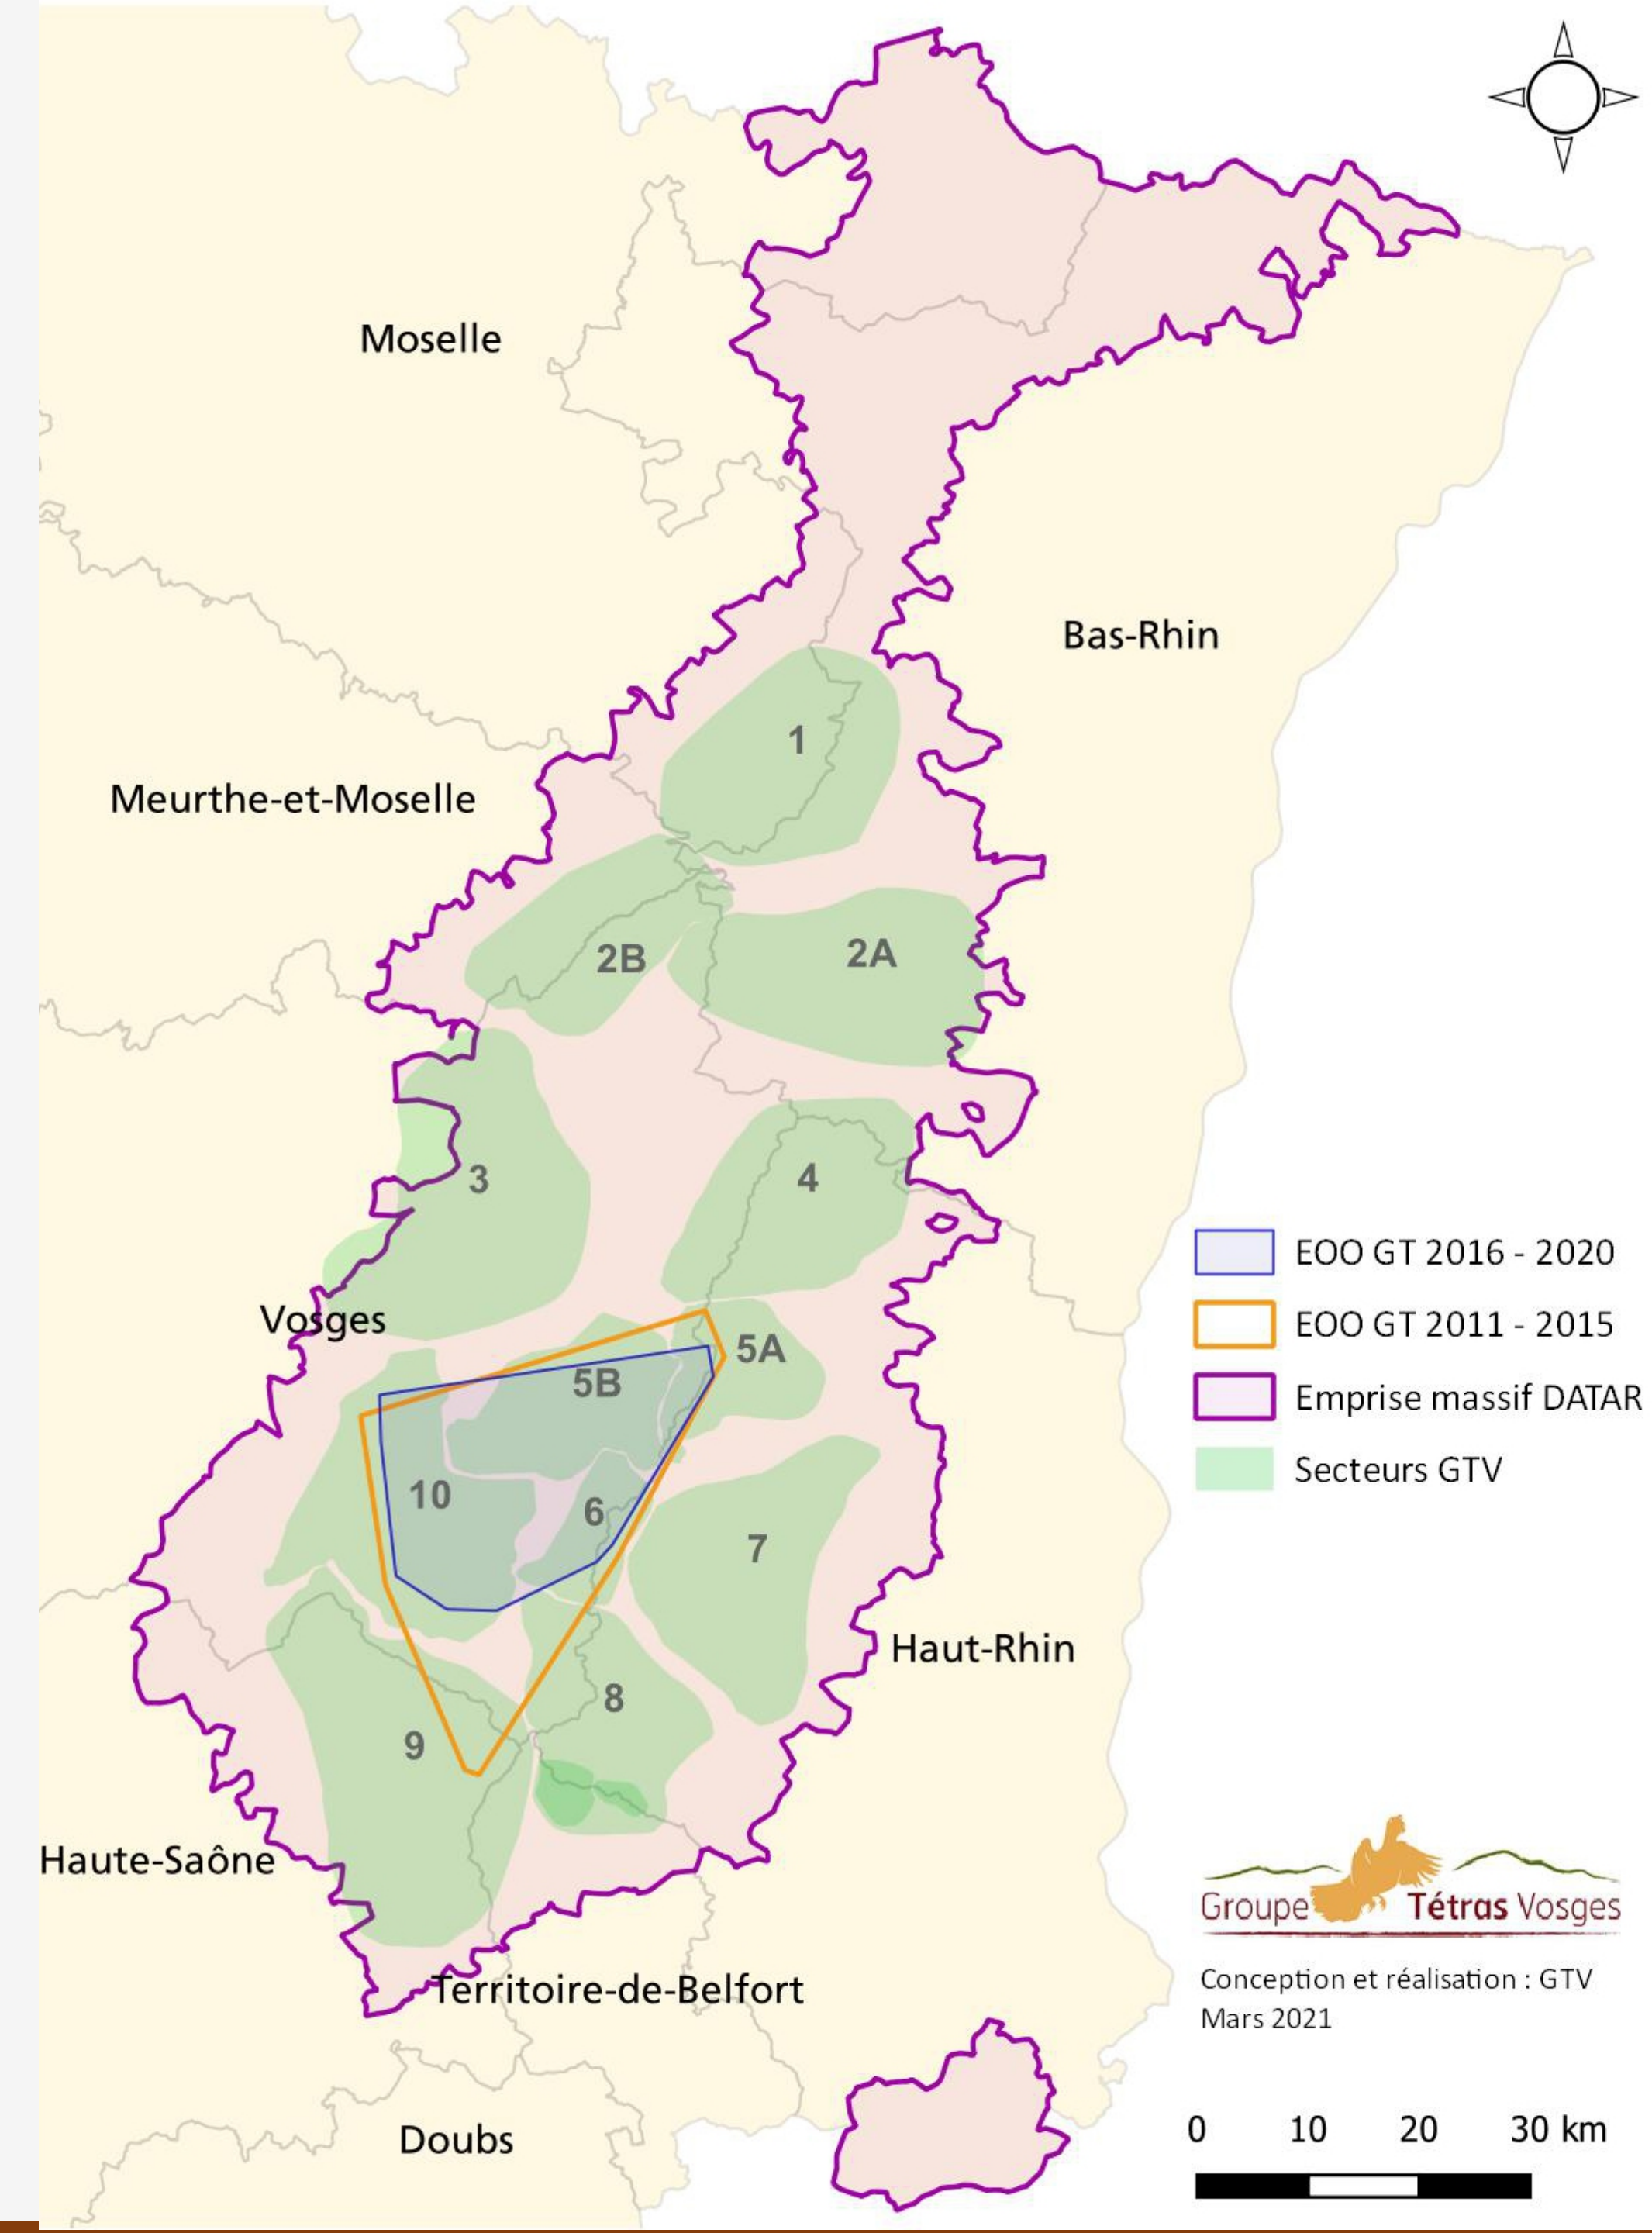 Moselle
Bas-Rhin
1
Meurthe-et-Moselle
2B
2A
3
4
Vosges
5A
5B
10
6
7
Haut-Rhin
8
9
Haute-Saône
Territoire-de-Belfort
Doubs
EOO GT 2016 - 2020
EOO GT 2011 - 2015
Emprise massif DATAR
Secteurs GTV
Groupe Tétras Vosges
Conception et réalisation : GTV
Mars 2021
0 10 20 30 km